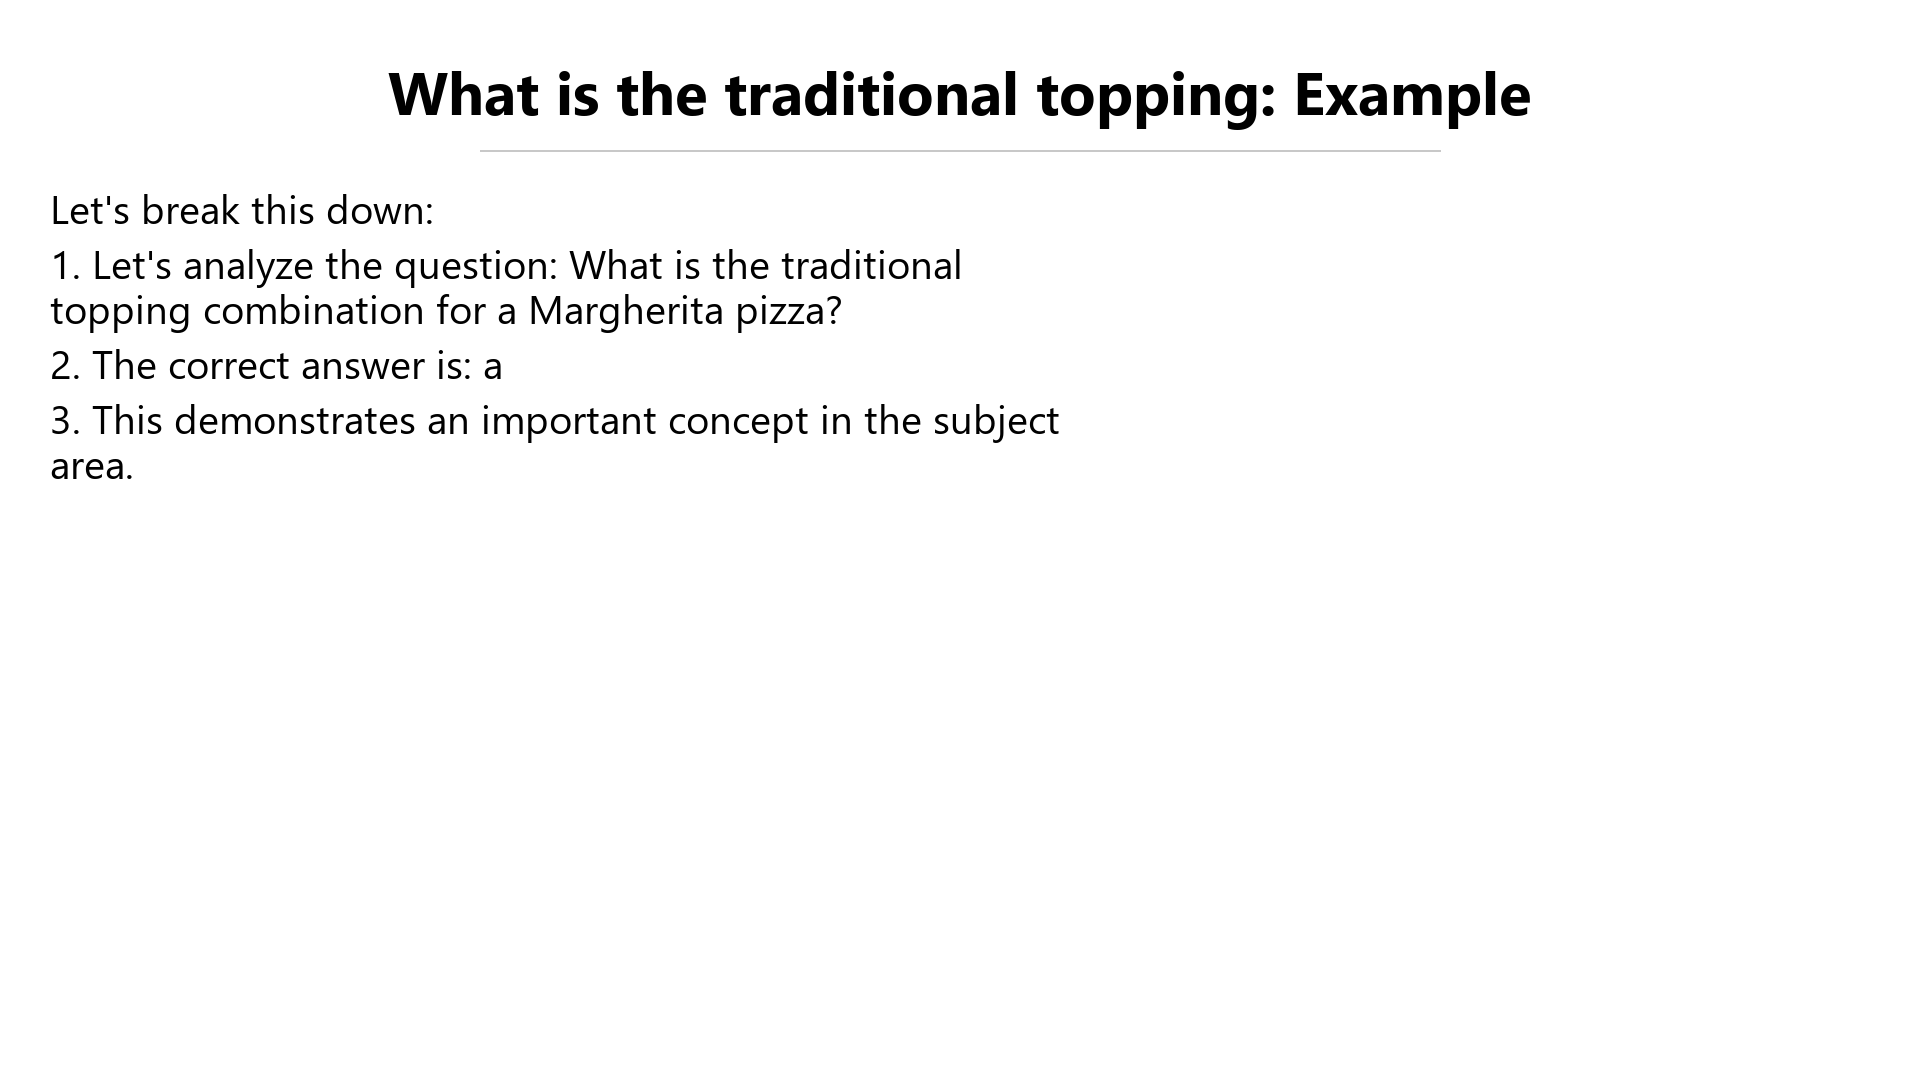 What is the traditional topping: Example
Let's break this down:
1. Let's analyze the question: What is the traditional
topping combination for a Margherita pizza?
2. The correct answer is: a
3. This demonstrates an important concept in the subject
area.